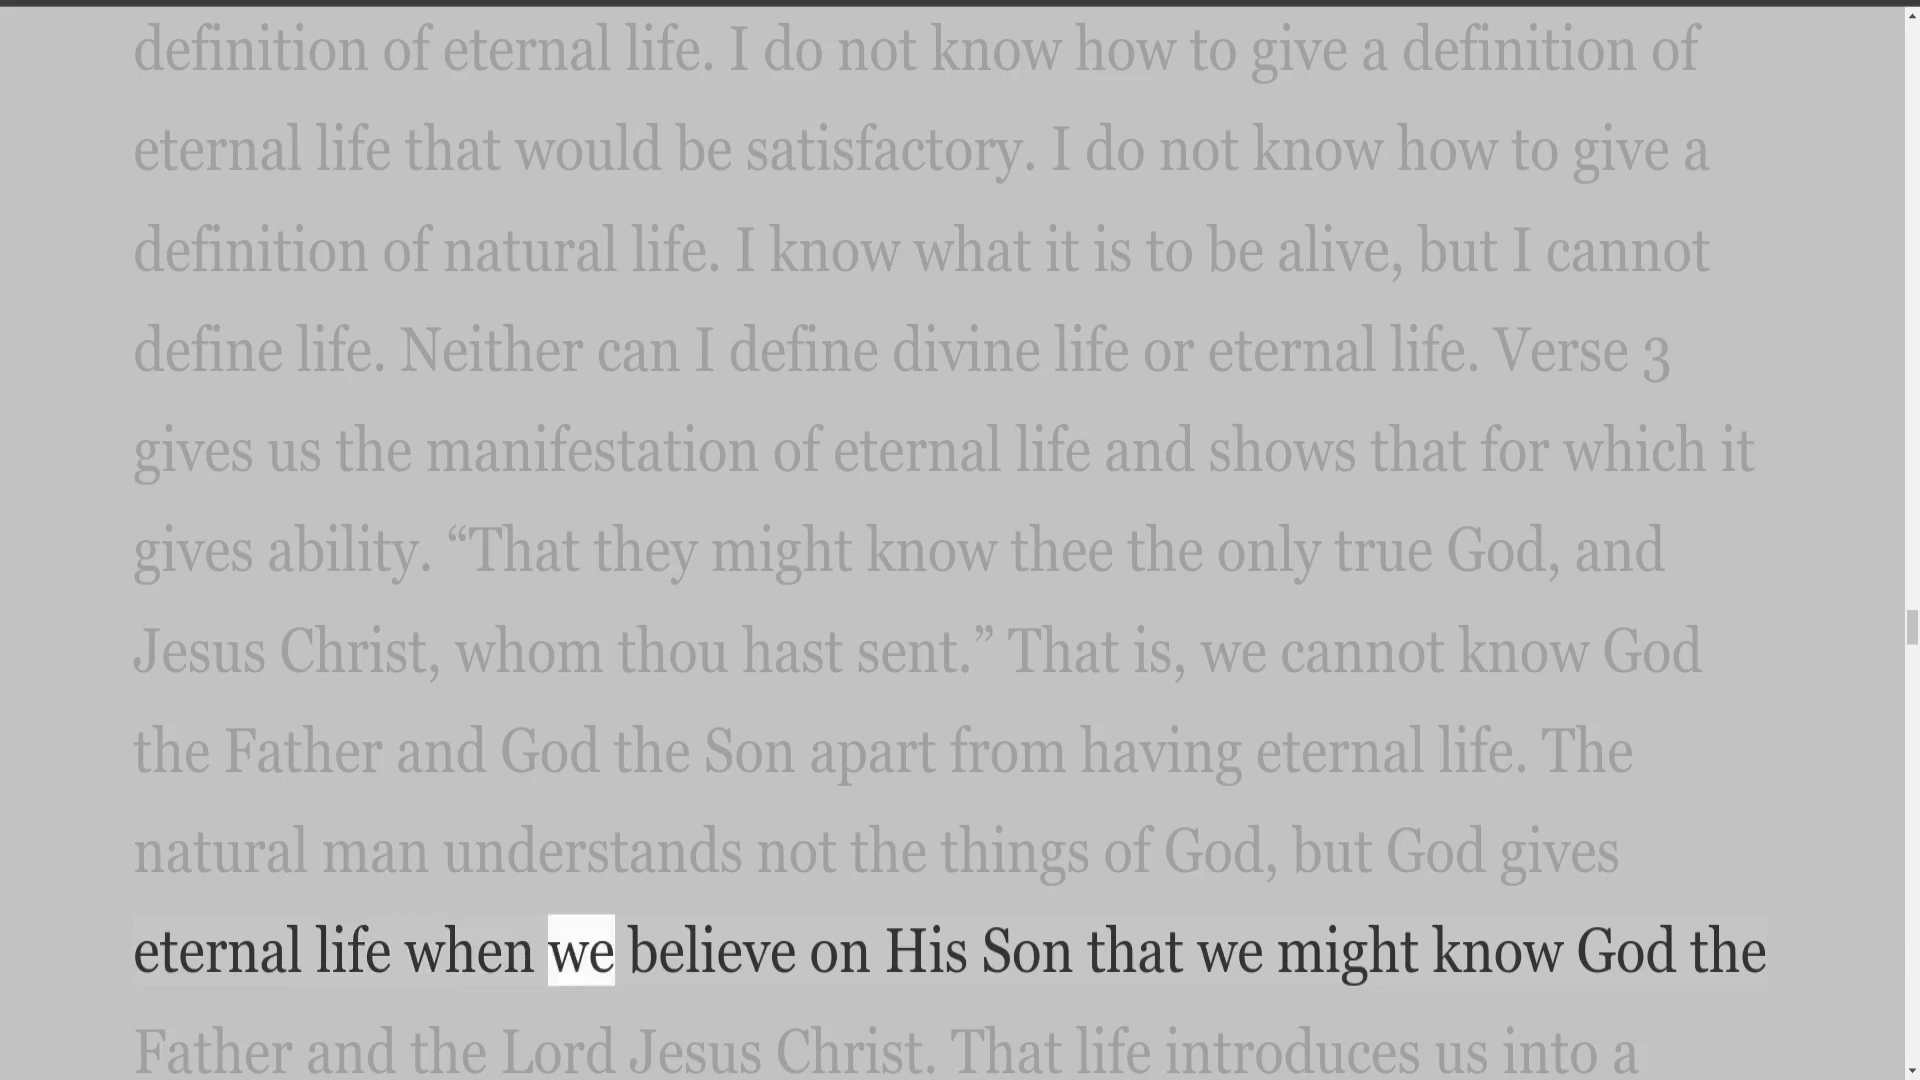 definition of eternal life. I do not know how to give a definition of
eternal life that would be satisfactory. I do not know how to give a
definition of natural life. I know what it is to be alive, but I cannot
define life. Neither can I define divine life or eternal life. Verse 3
gives us the manifestation of eternal life and shows that for which it
gives ability. “That they might know thee the only true God, and
Jesus Christ, whom thou hast sent.” That is, we cannot know God
the Father and God the Son apart from having eternal life. The
natural man understands not the things of God, but God gives
eternal life when we believe on His Son that we might know God the
Father and the Lord Jesus Christ. That life introduces us into a